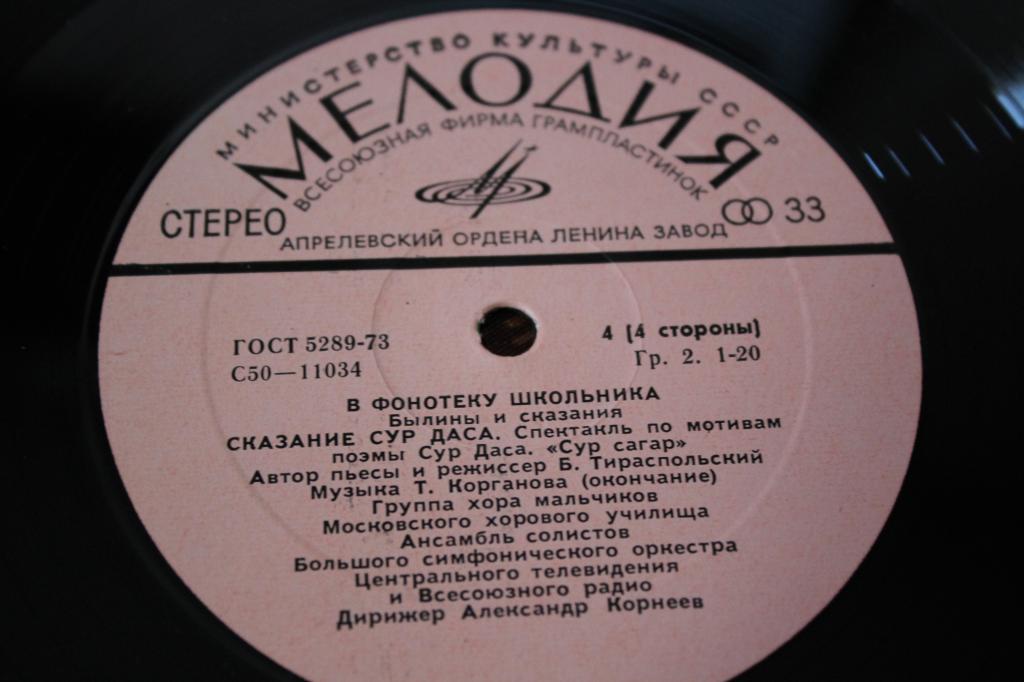 МИНИСТЕРСТВО КУЛЬТУРЫ СССР
МЕЛОДИЯ
ВСЕСОЮЗНАЯ ФИРМА ГРАМПЛАСТИНОК
СТЕРЕО
33
АПРЕЛЕВСКИЙ ОРДЕНА ЛЕНИНА ЗАВОД
ГОСТ 5289-73
4 (4 стороны)
С50—11034
Гр. 2. 1-20
В ФОНОТЕКУ ШКОЛЬНИКА
Былины и сказания
СКАЗАНИЕ СУР ДАСА. Спектакль по мотивам
поэмы Сур Даса. «Сур сагар»
Автор пьесы и режиссер Б. Тираспольский
Музыка Т. Корганова (окончание)
Группа хора мальчиков
Московского хорового училища
Ансамбль солистов
Большого симфонического оркестра
Центрального телевидения
и Всесоюзного радио
Дирижер Александр Корнеев